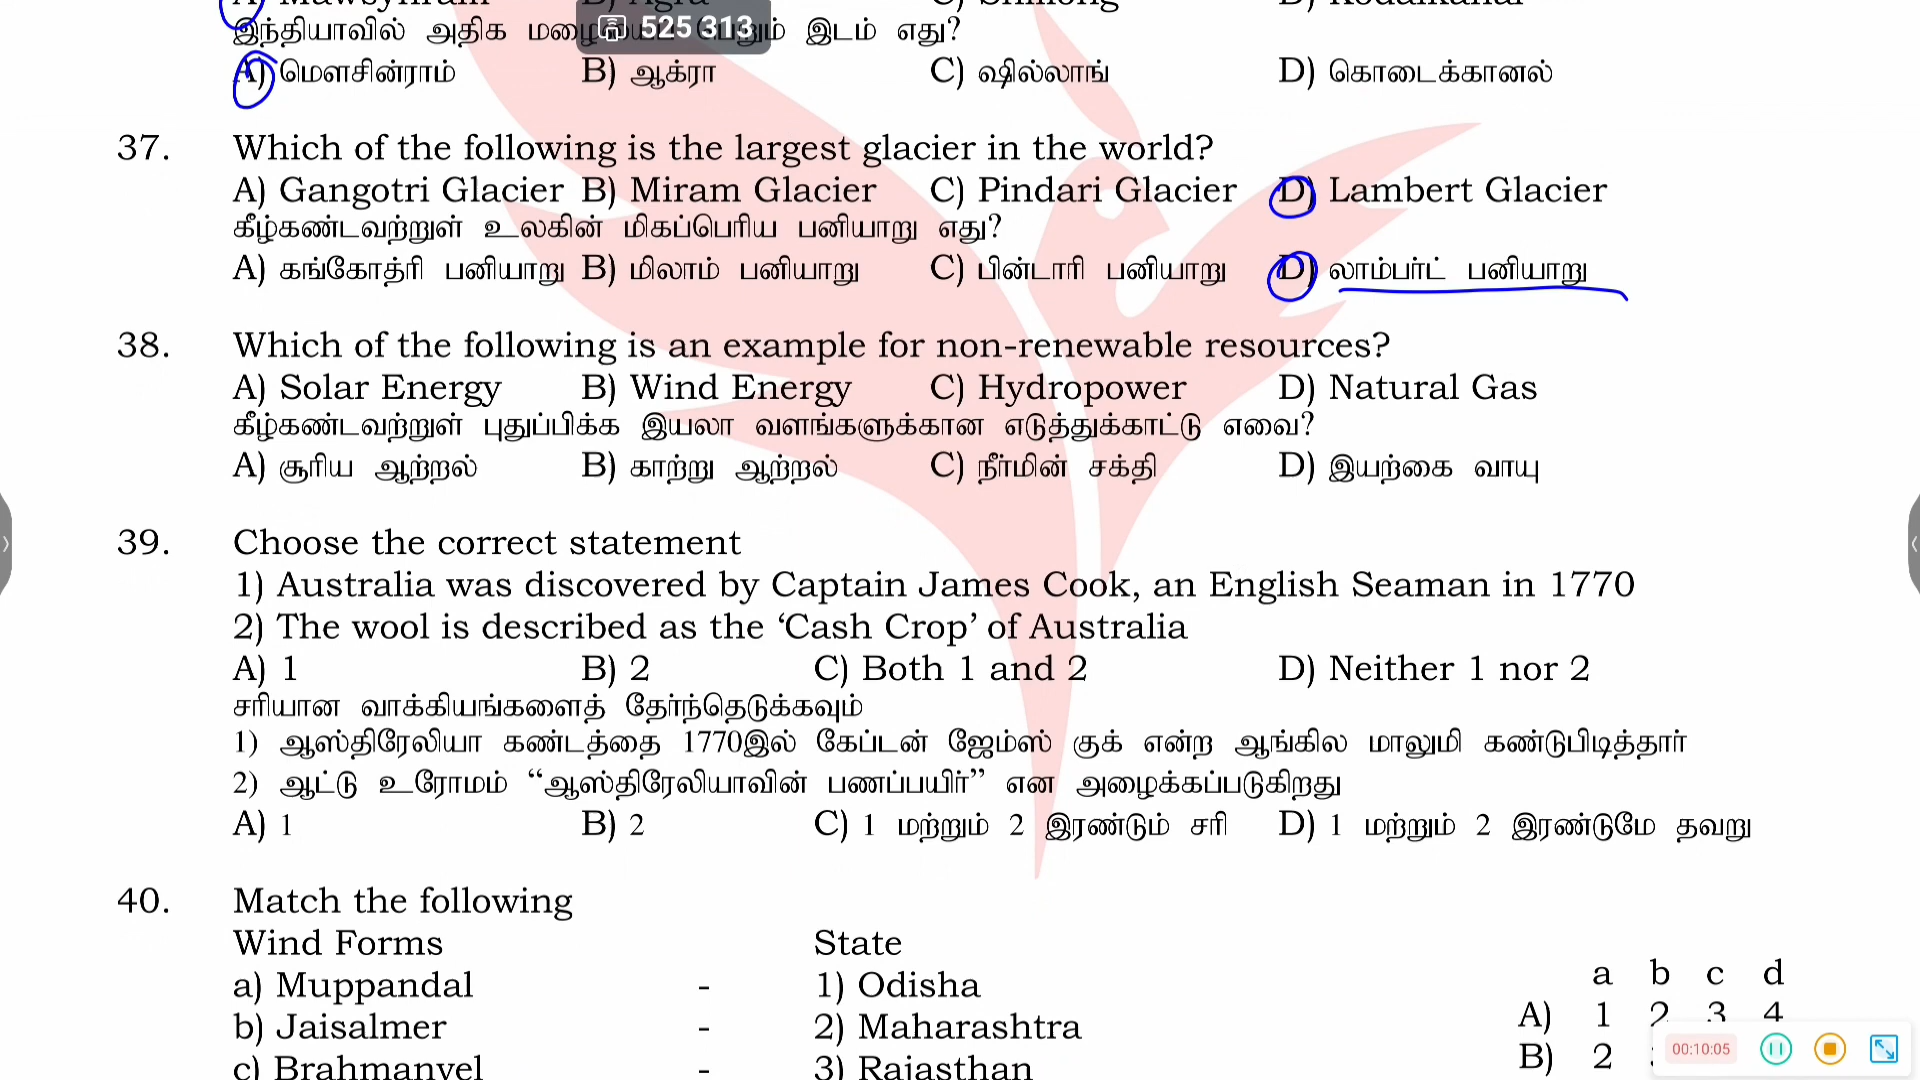 A) Mawsynram B) Agra C) Shillong D) Kodaikanal
525 313
இந்தியாவில் அதிக பெறும் இடம் எது?
A) மௌசின்ராம் B) ஆக்ரா C) ஷில்லாங் D) கொடைக்கானல்
37. Which of the following is the largest glacier in the world?
A) Gangotri Glacier B) Miram Glacier C) Pindari Glacier D) Lambert Glacier
கீழ்கண்டவற்றுள் உலகின் மிகப்பெரிய பனியாறு எது?
A) கங்கோத்ரி பனியாறு B) மிலாம் பனியாறு C) பின்டாரி பனியாறு D) லாம்பர்ட் பனியாறு
38. Which of the following is an example for non-renewable resources?
A) Solar Energy B) Wind Energy C) Hydropower D) Natural Gas
கீழ்கண்டவற்றுள் புதுப்பிக்க இயலா வளங்களுக்கான எடுத்துக்காட்டு எவை?
A) சூரிய ஆற்றல் B) காற்று ஆற்றல் C) நீர்மின் சக்தி D) இயற்கை வாயு
39. Choose the correct statement
1) Australia was discovered by Captain James Cook, an English Seaman in 1770
2) The wool is described as the ‘Cash Crop’ of Australia
A) 1 B) 2 C) Both 1 and 2 D) Neither 1 nor 2
சரியான வாக்கியங்களைத் தேர்ந்தெடுக்கவும்
1) ஆஸ்திரேலியா கண்டத்தை 1770இல் கேப்டன் ஜேம்ஸ் குக் என்ற ஆங்கில மாலுமி கண்டுபிடித்தார்
2) ஆட்டு உரோமம் “ஆஸ்திரேலியாவின் பணப்பயிர்” என அழைக்கப்படுகிறது
A) 1 B) 2 C) 1 மற்றும் 2 இரண்டும் சரி D) 1 மற்றும் 2 இரண்டுமே தவறு
40. Match the following
Wind Forms State
a b c d
a) Muppandal - 1) Odisha
A) 1 2 3 4
b) Jaisalmer - 2) Maharashtra
B) 2
c) Brahmanvel - 3) Rajasthan
00:10:05